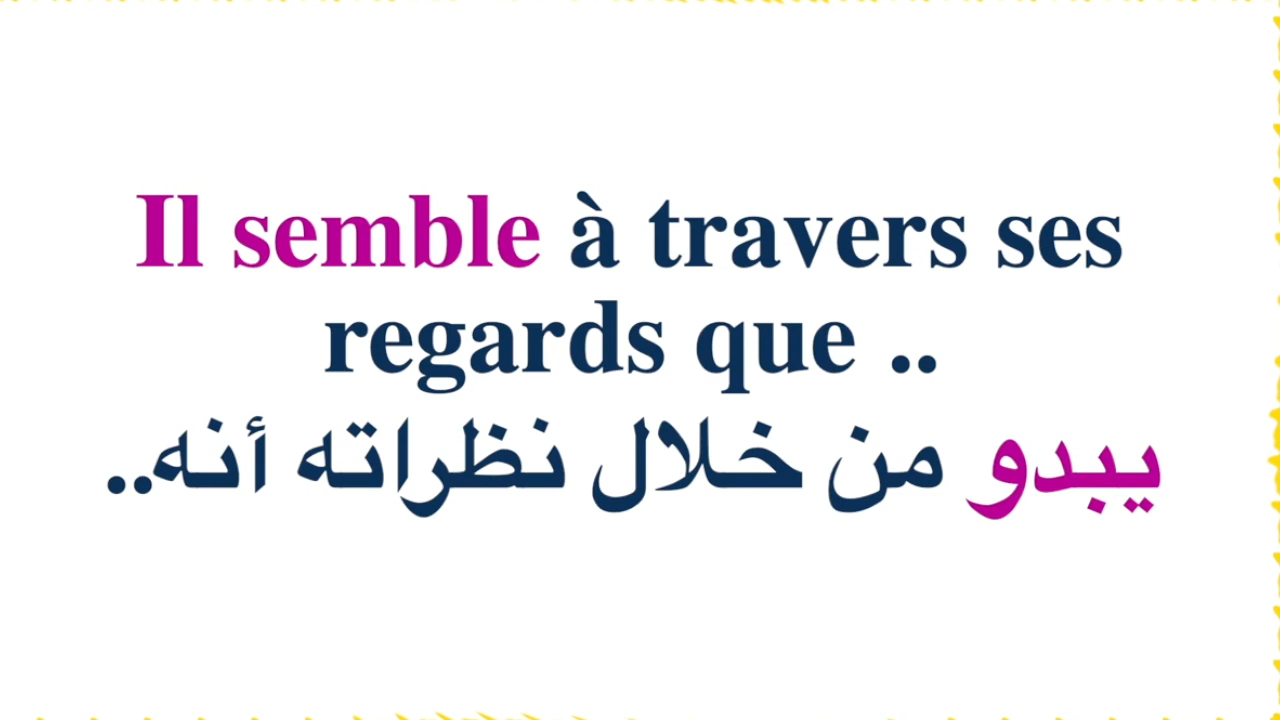 Il semble à travers ses
regards que ..
يبدو من خلال نظراته أنه..